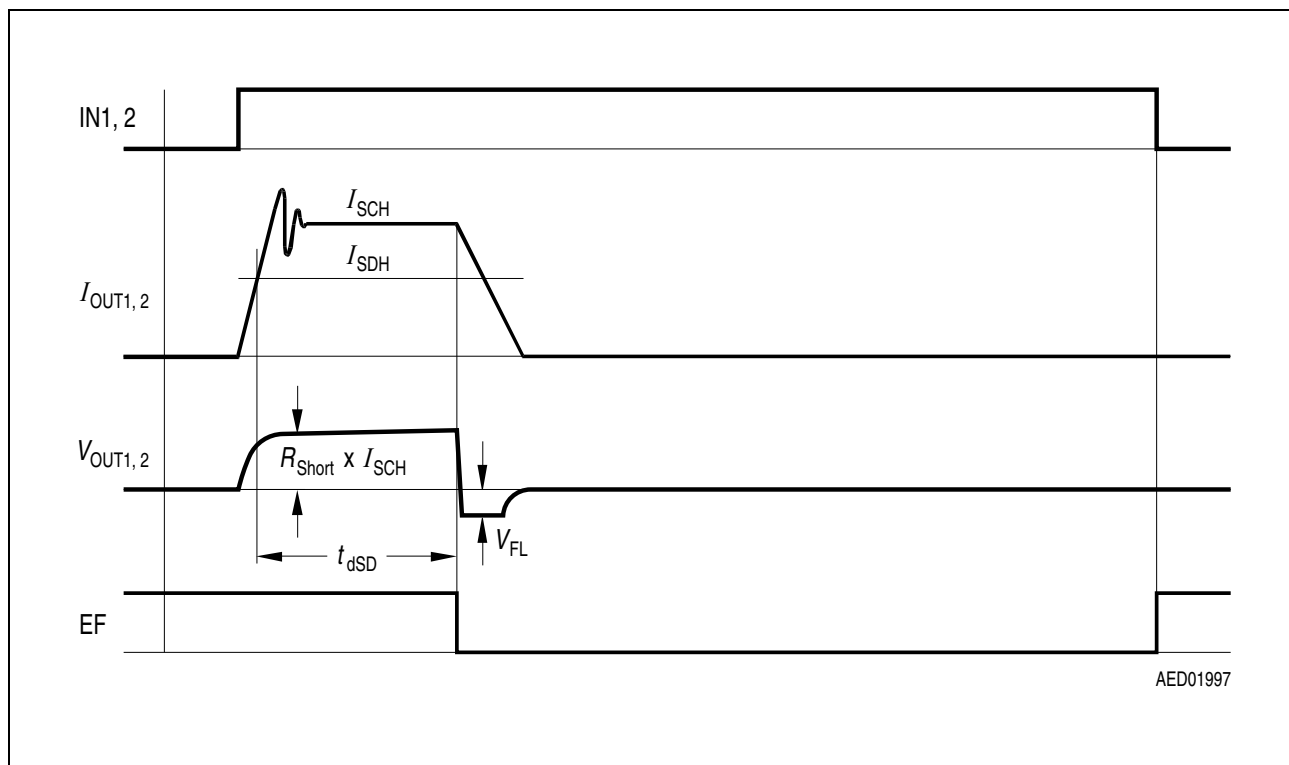 IN1, 2
I_SCH
I_SDH
I_OUT1, 2
V_OUT1, 2
R_Short x I_SCH
V_FL
t_dSD
EF
AED01997